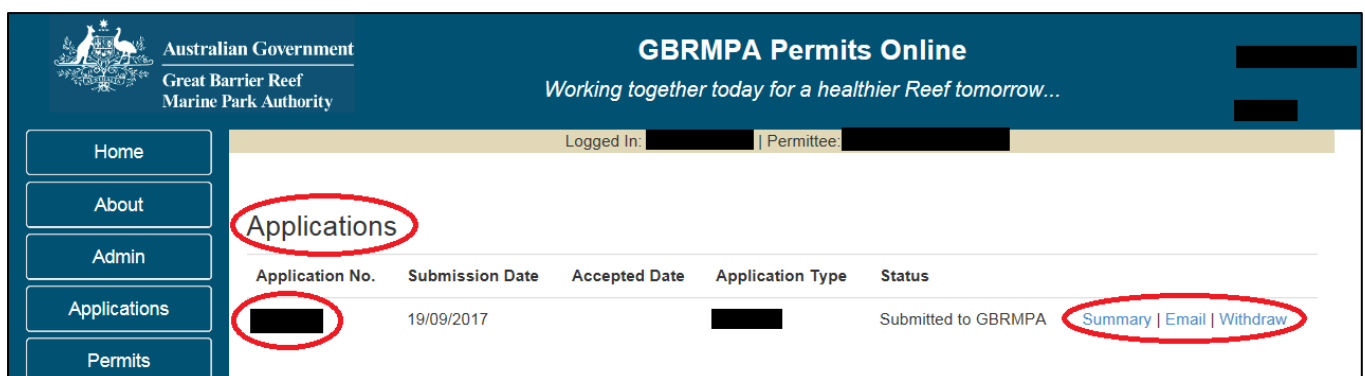 Australian Government
Great Barrier Reef
Marine Park Authority
GBRMPA Permits Online
Working together today for a healthier Reef tomorrow...
Logged In: | Permittee:
Home
About
Admin
Applications
Permits
Applications
Application No. Submission Date Accepted Date Application Type Status
19/09/2017 Submitted to GBRMPA Summary | Email | Withdraw